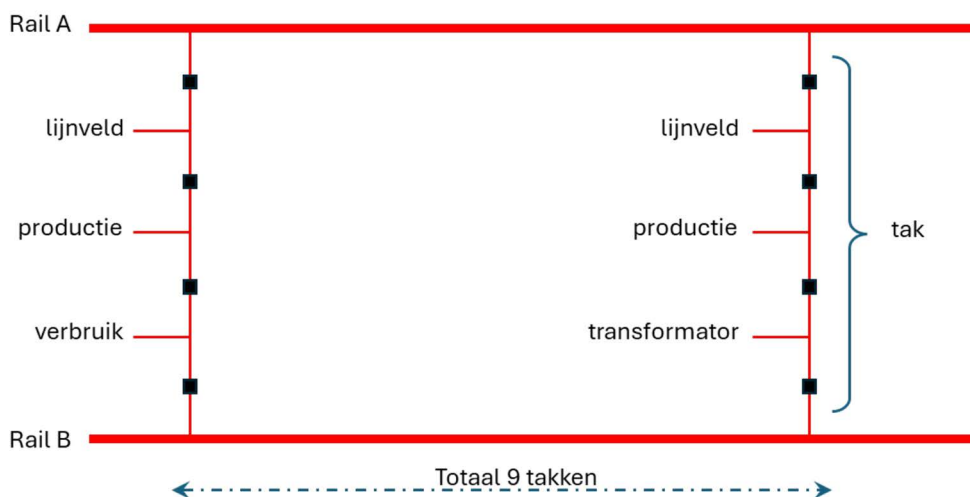 Rail A
lijnveld
lijnveld
productie
productie
tak
verbruik
transformator
Rail B
Totaal 9 takken